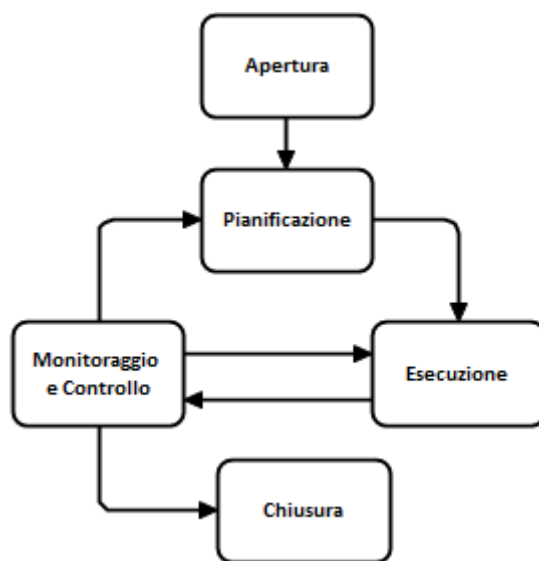 Apertura
Pianificazione
Monitoraggio
e Controllo
Esecuzione
Chiusura